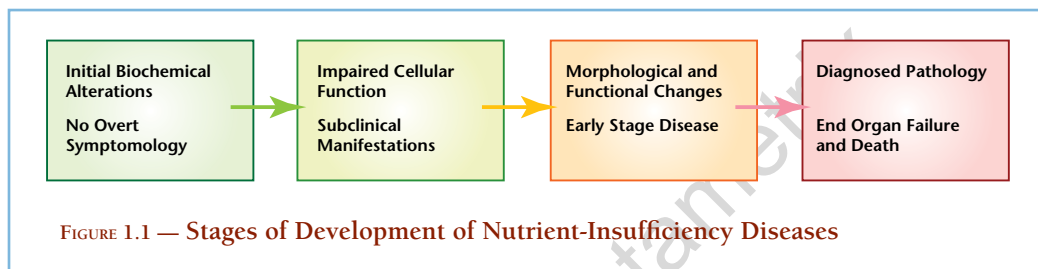 Initial Biochemical
Alterations
No Overt
Symptomology
Impaired Cellular
Function
Subclinical
Manifestations
Morphological and
Functional Changes
Early Stage Disease
Diagnosed Pathology
End Organ Failure
and Death
FIGURE 1.1 — Stages of Development of Nutrient-Insufficiency Diseases